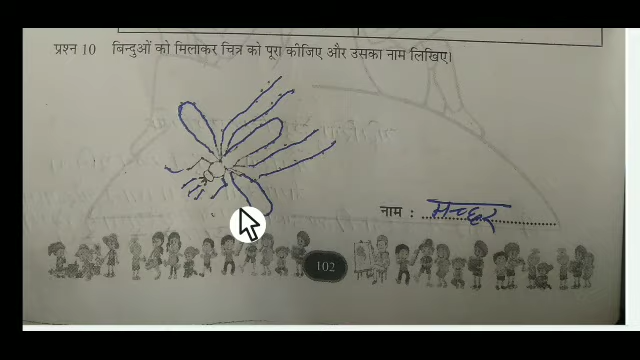 प्रश्न 10 बिन्दुओं को मिलाकर चित्र को पूरा कीजिए और उसका नाम लिखिए।
नाम : मच्छर
102